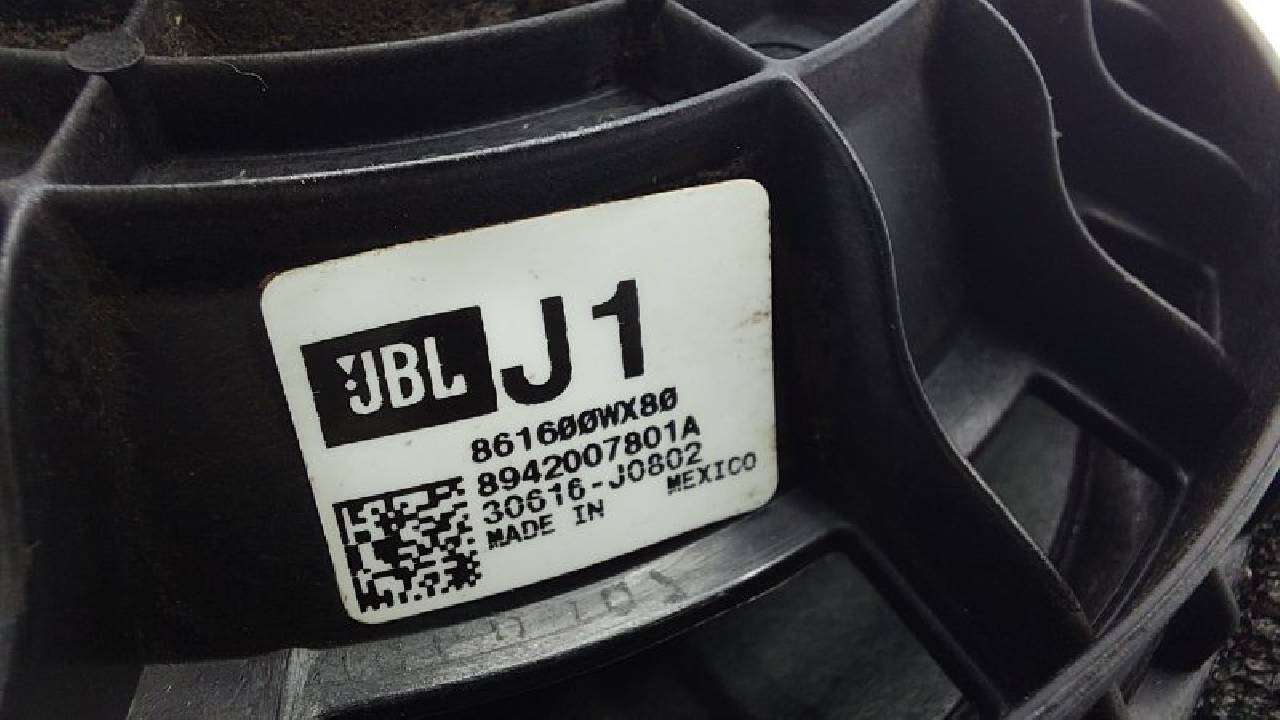 JBL J1
861600WX80
8942007801A
30616-J0802
MADE IN MEXICO